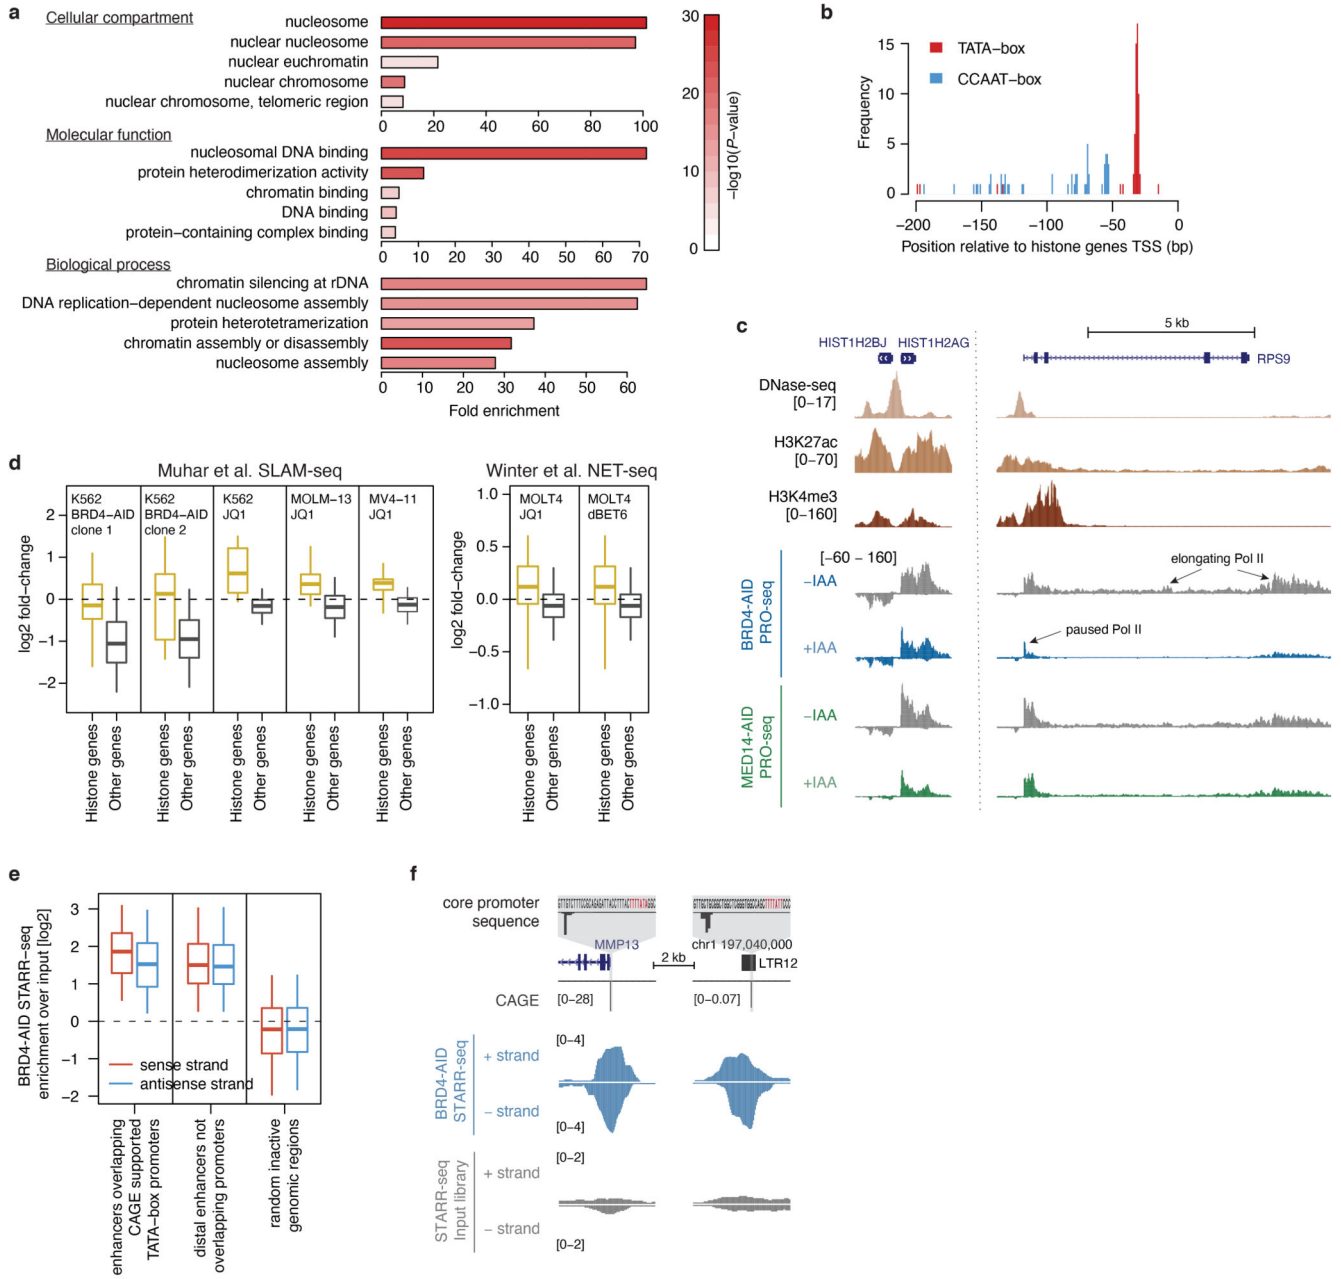 a
Cellular compartment
nucleosome
nuclear nucleosome
nuclear euchromatin
nuclear chromosome
nuclear chromosome, telomeric region
0 20 40 60 80 100
Molecular function
nucleosomal DNA binding
protein heterodimerization activity
chromatin binding
DNA binding
protein−containing complex binding
0 10 20 30 40 50 60 70
Biological process
chromatin silencing at rDNA
DNA replication−dependent nucleosome assembly
protein heterotetramerization
chromatin assembly or disassembly
nucleosome assembly
0 10 20 30 40 50 60
Fold enrichment
30
20
10
0
−log10(P−value)
b
TATA−box
CCAAT−box
Frequency
15
10
5
0
−200 −150 −100 −50 0
Position relative to histone genes TSS (bp)
c
5 kb
HIST1H2BJ HIST1H2AG
RPS9
DNase-seq
[0−17]
H3K27ac
[0−70]
H3K4me3
[0−160]
[−60 − 160]
BRD4-AID
PRO-seq
−IAA
elongating Pol II
+IAA
paused Pol II
MED14-AID
PRO-seq
−IAA
+IAA
d
Muhar et al. SLAM-seq
Winter et al. NET-seq
log2 fold−change
2
1
0
−1
−2
K562
BRD4−AID
clone 1
K562
BRD4−AID
clone 2
K562
JQ1
MOLM−13
JQ1
MV4−11
JQ1
Histone genes
Other genes
Histone genes
Other genes
Histone genes
Other genes
Histone genes
Other genes
Histone genes
Other genes
log2 fold−change
1.0
0.5
0.0
−0.5
−1.0
MOLT4
JQ1
MOLT4
dBET6
Histone genes
Other genes
Histone genes
Other genes
e
BRD4-AID STARR−seq
enrichment over input [log2]
3
2
1
0
−1
−2
sense strand
antisense strand
enhancers overlapping
CAGE supported
TATA−box promoters
distal enhancers not
overlapping promoters
random inactive
genomic regions
f
core promoter
sequence
MMP13
chr1 197,040,000
2 kb
LTR12
CAGE
[0−28]
[0−0.07]
BRD4-AID
STARR−seq
+ strand
[0−4]
− strand
[0−4]
STARR−seq
Input library
[0−2]
+ strand
− strand
[0−2]